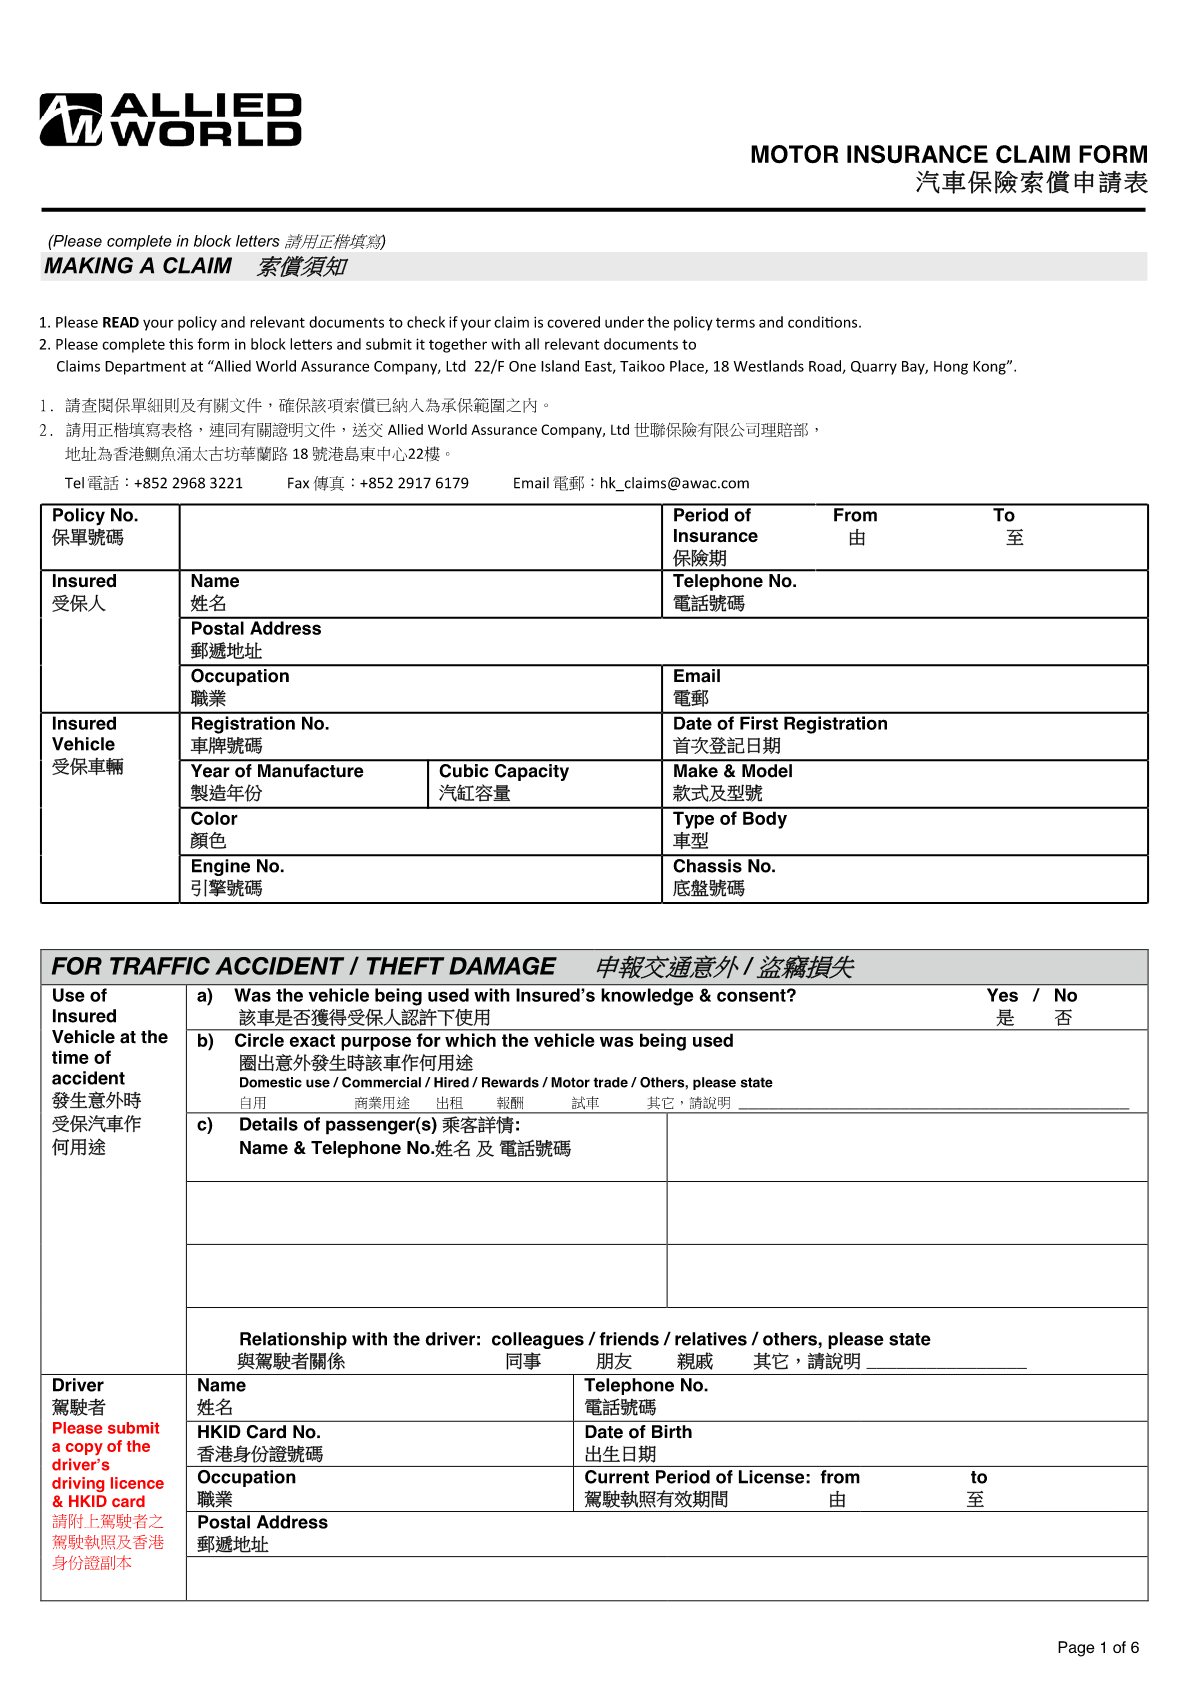 ALLIED
WORLD
MOTOR INSURANCE CLAIM FORM
汽車保險索償申請表
(Please complete in block letters 請用正楷填寫)
MAKING A CLAIM 索償須知
1. Please READ your policy and relevant documents to check if your claim is covered under the policy terms and conditions.
2. Please complete this form in block letters and submit it together with all relevant documents to
Claims Department at “Allied World Assurance Company, Ltd 22/F One Island East, Taikoo Place, 18 Westlands Road, Quarry Bay, Hong Kong”.
1. 請查閱保單細則及有關文件，確保該項索償已納入為承保範圍之內。
2. 請用正楷填寫表格，連同有關證明文件，送交 Allied World Assurance Company, Ltd 世聯保險有限公司理賠部，
地址為香港鰂魚涌太古坊華蘭路 18 號港島東中心22樓。
Tel 電話：+852 2968 3221 Fax 傳真：+852 2917 6179 Email 電郵：hk_claims@awac.com
Policy No. Period of From To
保單號碼 Insurance 由 至
保險期
Insured Name Telephone No.
受保人 姓名 電話號碼
Postal Address
郵遞地址
Occupation Email
職業 電郵
Insured Registration No. Date of First Registration
Vehicle 車牌號碼 首次登記日期
受保車輛 Year of Manufacture Cubic Capacity Make & Model
製造年份 汽缸容量 款式及型號
Color Type of Body
顏色 車型
Engine No. Chassis No.
引擎號碼 底盤號碼
FOR TRAFFIC ACCIDENT / THEFT DAMAGE 申報交通意外 / 盜竊損失
Use of
Insured
Vehicle at the
time of
accident
發生意外時
受保汽車作
何用途
a) Was the vehicle being used with Insured’s knowledge & consent? Yes / No
該車是否獲得受保人認許下使用 是 否
b) Circle exact purpose for which the vehicle was being used
圈出意外發生時該車作何用途
Domestic use / Commercial / Hired / Rewards / Motor trade / Others, please state
自用 商業用途 出租 報酬 試車 其它，請說明 ____________________
c) Details of passenger(s) 乘客詳情:
Name & Telephone No.姓名 及 電話號碼
Relationship with the driver: colleagues / friends / relatives / others, please state
與駕駛者關係 同事 朋友 親戚 其它，請說明 ________________
Driver
駕駛者
Please submit
a copy of the
driver’s
driving licence
& HKID card
請附上駕駛者之
駕駛執照及香港
身份證副本
Name Telephone No.
姓名 電話號碼
HKID Card No. Date of Birth
香港身份證號碼 出生日期
Occupation Current Period of License: from to
職業 駕駛執照有效期間 由 至
Postal Address
郵遞地址
Page 1 of 6